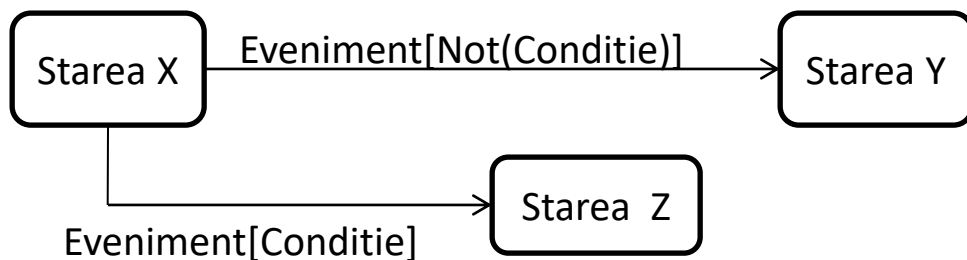 Starea X
Eveniment[Not(Conditie)]
Starea Y
Starea Z
Eveniment[Conditie]